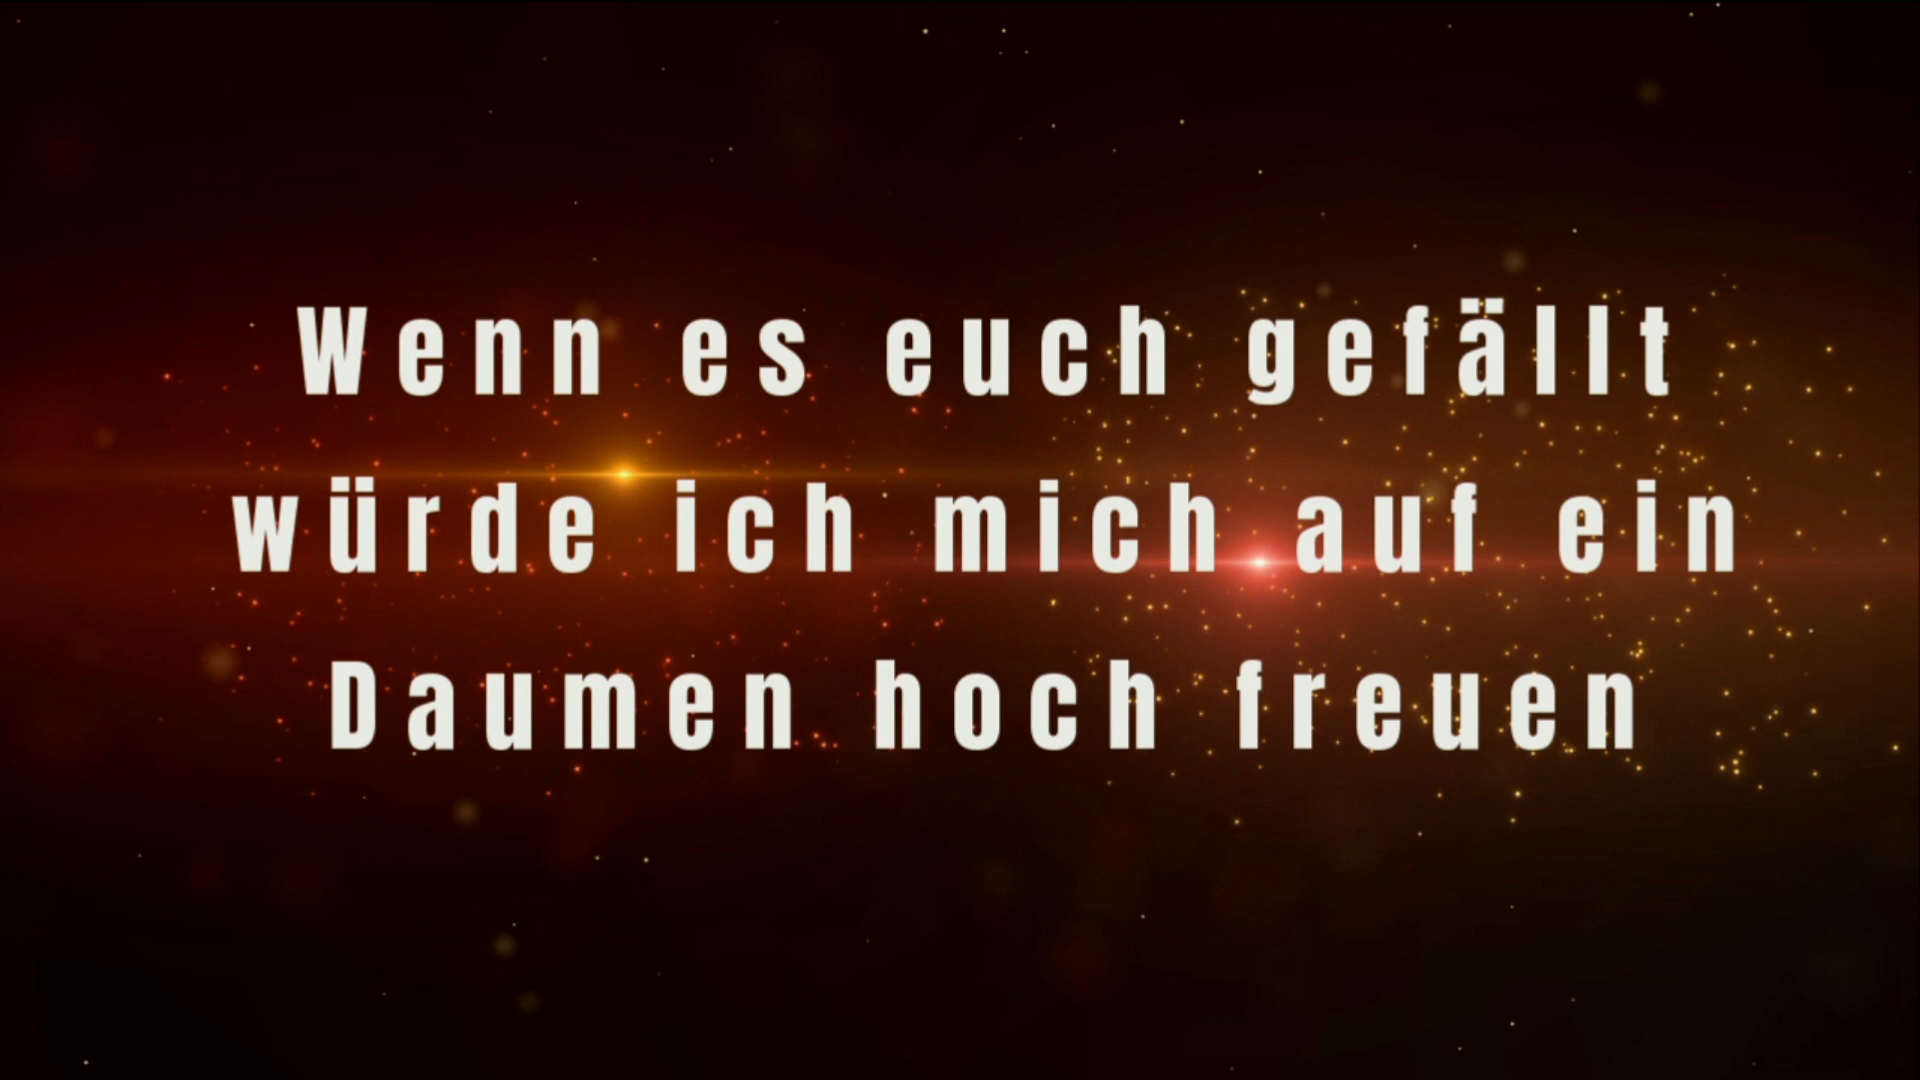 Wenn es euch gefällt
würde ich mich auf ein
Daumen hoch freuen